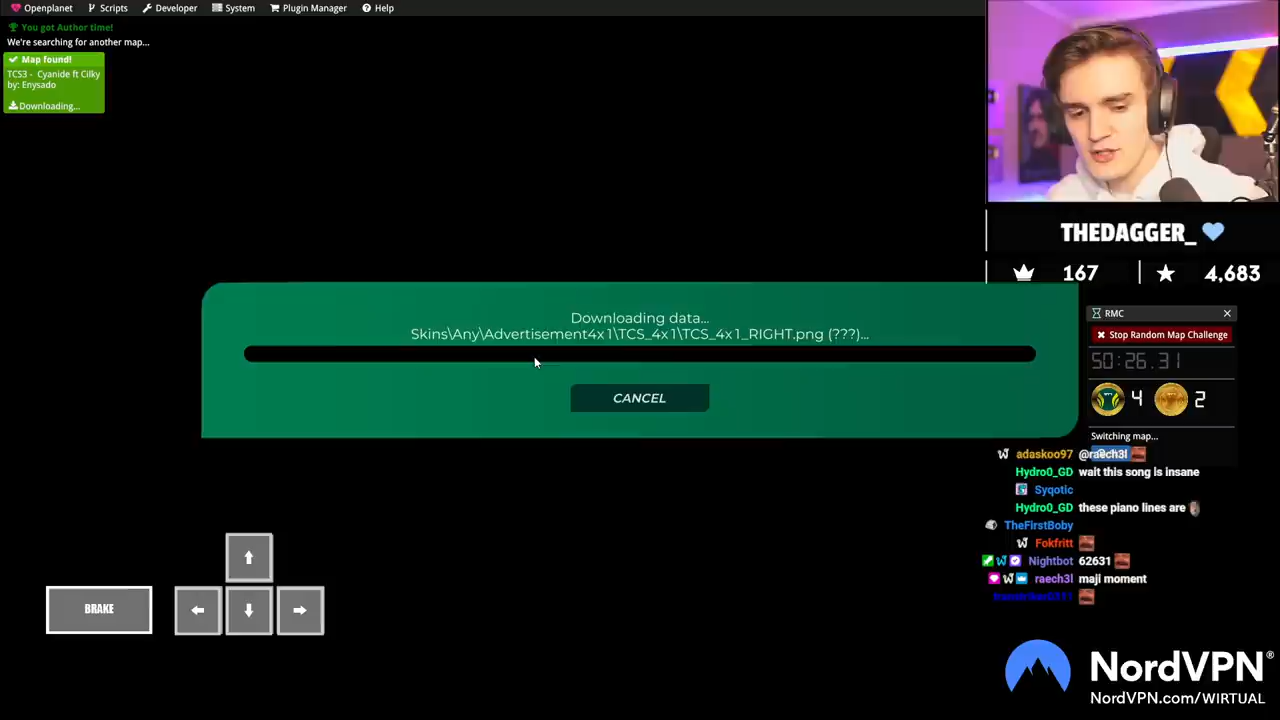 Openplanet Scripts Developer System Plugin Manager Help
You got Author time!
We're searching for another map...
Map found!
TCS3 - Cyanide ft Cilky
by: Enysado
Downloading...
THEDAGGER_
167 4,683
RMC
Stop Random Map Challenge
50:26.31
4 2
Switching map...
Downloading data...
Skins\Any\Advertisement4x1\TCS_4x1\TCS_4x1_RIGHT.png (???)...
CANCEL
adaskoo97 @raech3l
Hydro0_GD wait this song is insane
Syqotic
Hydro0_GD these piano lines are
TheFirstBoby
Fokfritt
Nightbot 62631
raech3l maji moment
BRAKE
NordVPN®
NordVPN.com/WIRTUAL